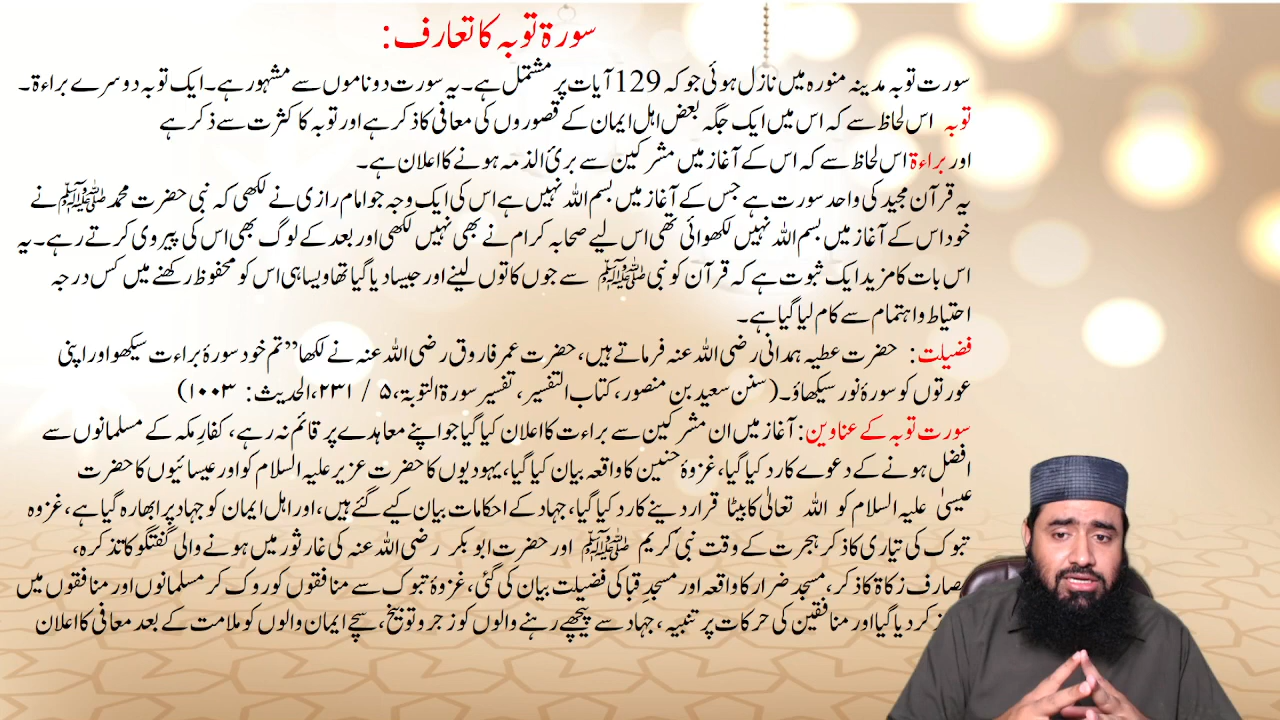 سورۃ توبہ کا تعارف:
سورت توبہ مدینہ منورہ میں نازل ہوئی جو کہ 129 آیات پر مشتمل ہے۔ یہ سورت دو ناموں سے مشہور ہے۔ ایک توبہ دوسرے براءۃ۔
توبہ اس لحاظ سے کہ اس میں ایک جگہ بعض اہل ایمان کے قصوروں کی معافی کا ذکر ہے اور توبہ کا کثرت سے ذکر ہے
اور براءۃ اس لحاظ سے کہ اس کے آغاز میں مشرکین سے بریٔ الذمہ ہونے کا اعلان ہے۔
یہ قرآن مجید کی واحد سورت ہے جس کے آغاز میں بسم اللہ نہیں ہے اس کی ایک وجہ جو امام رازی نے لکھی کہ نبی حضرت محمد ﷺ نے
خود اس کے آغاز میں بسم اللہ نہیں لکھوائی تھی اس لیے صحابہ کرام نے بھی نہیں لکھی اور بعد کے لوگ بھی اس کی پیروی کرتے رہے۔ یہ
اس بات کا مزید ایک ثبوت ہے کہ قرآن کو نبی ﷺ سے جوں کا توں لینے اور جیسا دیا گیا تھا ویسا ہی اس کو محفوظ رکھنے میں کس درجہ
احتیاط و اہتمام سے کام لیا گیا ہے۔
فضیلت: حضرت عطیہ ہمدانی رضی اللہ عنہ فرماتے ہیں، حضرت عمر فاروق رضی اللہ عنہ نے لکھا ”تم خود سورۂ براءت سیکھو اور اپنی
عورتوں کو سورۂ نور سیکھاؤ۔ (سنن سعید بن منصور، کتاب التفسیر، تفسیر سورۃ التوبۃ، ۵ / ۲۳۱، الحدیث: ۱۰۰۳)
سورت توبہ کے عناوین: آغاز میں ان مشرکین سے براءت کا اعلان کیا گیا جو اپنے معاہدے پر قائم نہ رہے، کفارِ مکہ کے مسلمانوں سے
افضل ہونے کے دعوے کا رد کیا گیا، غزوۂ حنین کا واقعہ بیان کیا گیا، یہودیوں کا حضرت عزیر علیہ السلام کو اور عیسائیوں کا حضرت
عیسیٰ علیہ السلام کو اللہ تعالیٰ کا بیٹا قرار دینے کا رد کیا گیا، جہاد کے احکامات بیان کیے گئے ہیں، اور اہل ایمان کو جہاد پر ابھارہ گیا ہے، غزوہ
تبوک کی تیاری کا ذکر ہجرت کے وقت نبی کریم ﷺ اور حضرت ابو بکر رضی اللہ عنہ کی غار ثور میں ہونے والی گفتگو کا تذکرہ،
مصارف زکاۃ کا ذکر، مسجد ضرار کا واقعہ اور مسجدِ قبا کی فضیلت بیان کی گئی، غزوۂ تبوک سے منافقوں کو روک کر مسلمانوں اور منافقوں میں
کر دیا گیا اور منافقین کی حرکات پر تنبیہ، جہاد سے پیچھے رہنے والوں کو زجر و توبیخ، سچے ایمان والوں کو ملامت کے بعد معافی کا اعلان